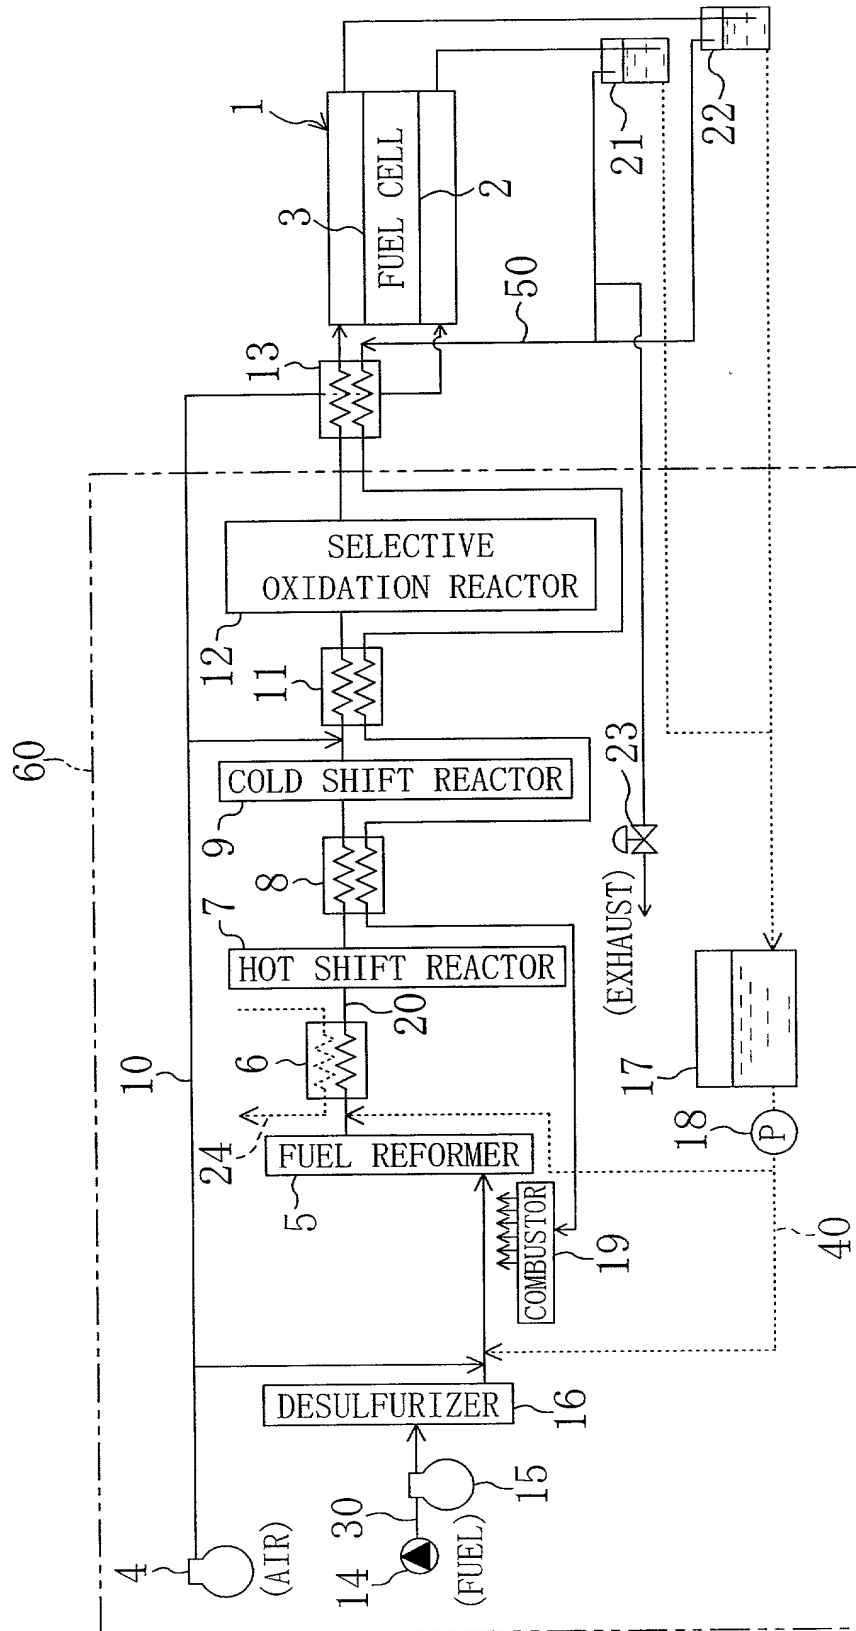 60
10
4
(AIR)
14
30
(FUEL)
15
DESULFURIZER
16
24
6
FUEL REFORMER
5
20
COMBUSTOR
19
40
7
HOT SHIFT REACTOR
8
9
COLD SHIFT REACTOR
11
12
SELECTIVE
OXIDATION REACTOR
13
1
3
FUEL CELL
2
50
21
22
23
(EXHAUST)
17
18
P